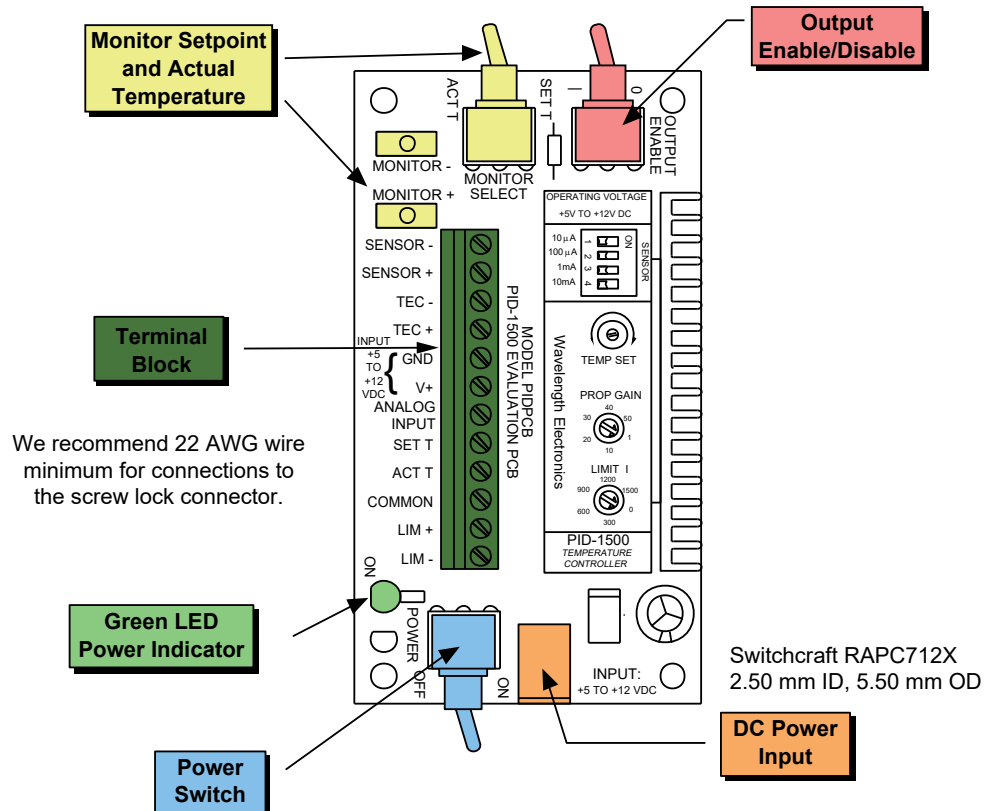 Monitor Setpoint
and Actual
Temperature
Output
Enable/Disable
ACT T
SET T
|
0
OUTPUT
ENABLE
MONITOR -
MONITOR
SELECT
MONITOR +
OPERATING VOLTAGE
+5V TO +12V DC
SENSOR -
SENSOR +
TEC -
TEC +
INPUT
+5
TO
+12
VDC
{
GND
V+
ANALOG
INPUT
SET T
ACT T
COMMON
LIM +
LIM -
MODEL PIDPCB
PID-1500 EVALUATION PCB
10µA
100µA
1mA
10mA
1
2
3
4
ON
SENSOR
Wavelength Electronics
TEMP SET
PROP GAIN
40
30
50
20
1
10
LIMIT I
1200
900
1500
600
0
300
PID-1500
TEMPERATURE
CONTROLLER
Terminal
Block
We recommend 22 AWG wire
minimum for connections to
the screw lock connector.
ON
POWER
OFF
ON
Green LED
Power Indicator
INPUT:
+5 TO +12 VDC
Switchcraft RAPC712X
2.50 mm ID, 5.50 mm OD
DC Power
Input
Power
Switch